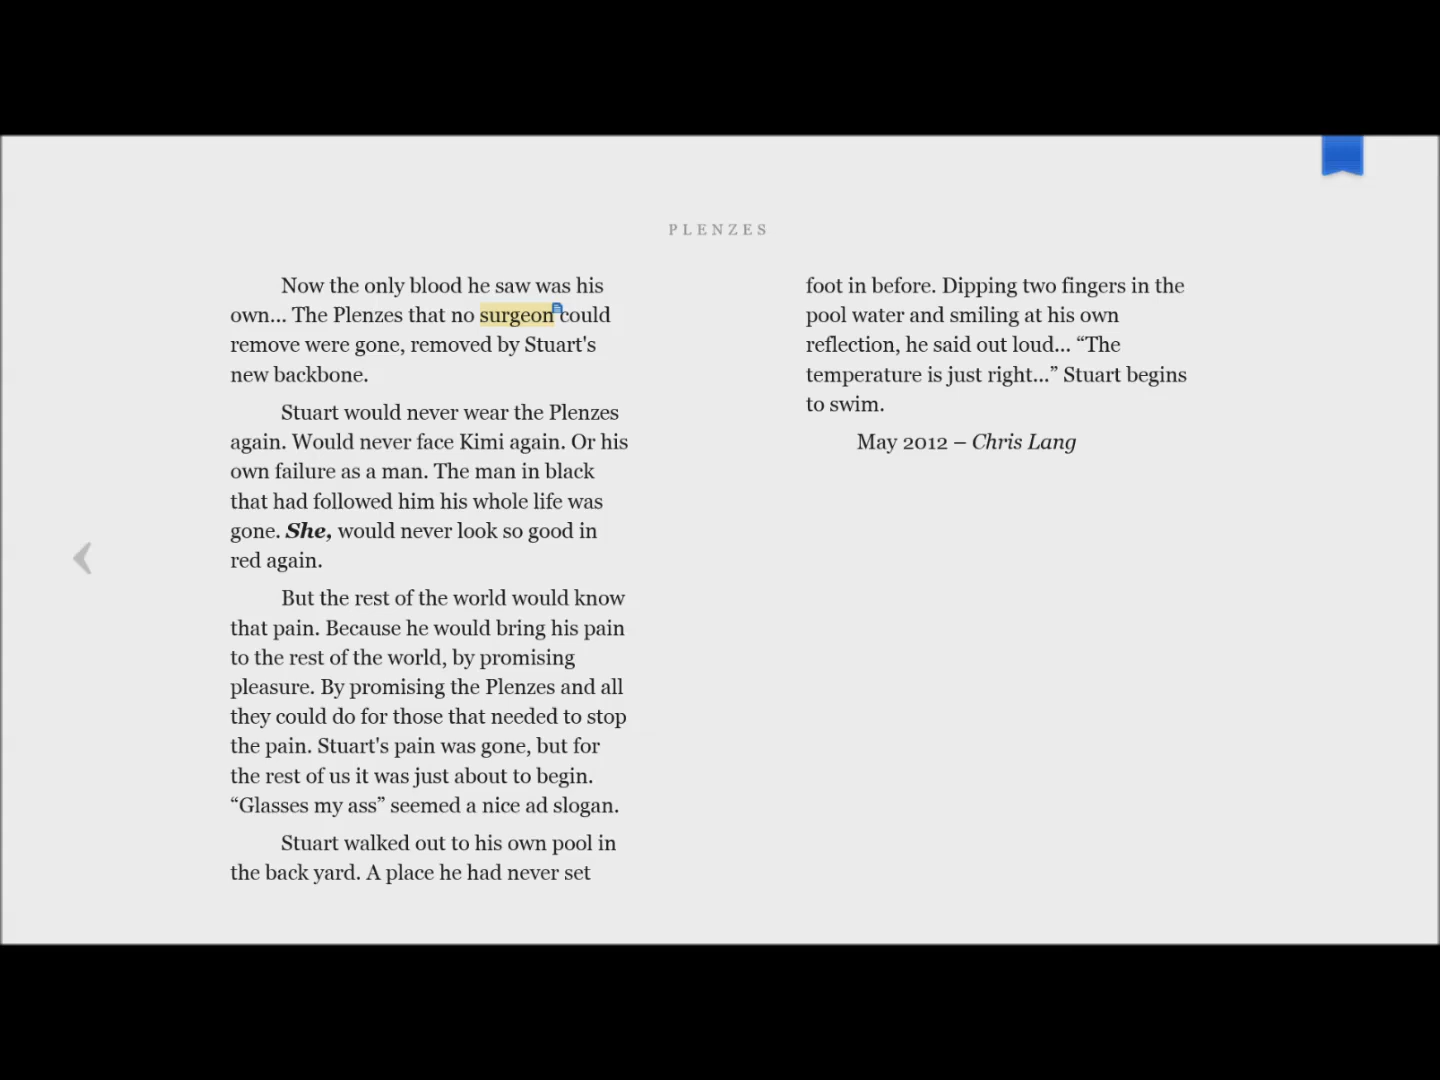 PLENZES
Now the only blood he saw was his
own... The Plenzes that no surgeon could
remove were gone, removed by Stuart's
new backbone.
Stuart would never wear the Plenzes
again. Would never face Kimi again. Or his
own failure as a man. The man in black
that had followed him his whole life was
gone. She, would never look so good in
red again.
But the rest of the world would know
that pain. Because he would bring his pain
to the rest of the world, by promising
pleasure. By promising the Plenzes and all
they could do for those that needed to stop
the pain. Stuart's pain was gone, but for
the rest of us it was just about to begin.
“Glasses my ass” seemed a nice ad slogan.
Stuart walked out to his own pool in
the back yard. A place he had never set
foot in before. Dipping two fingers in the
pool water and smiling at his own
reflection, he said out loud... “The
temperature is just right...” Stuart begins
to swim.
May 2012 – Chris Lang